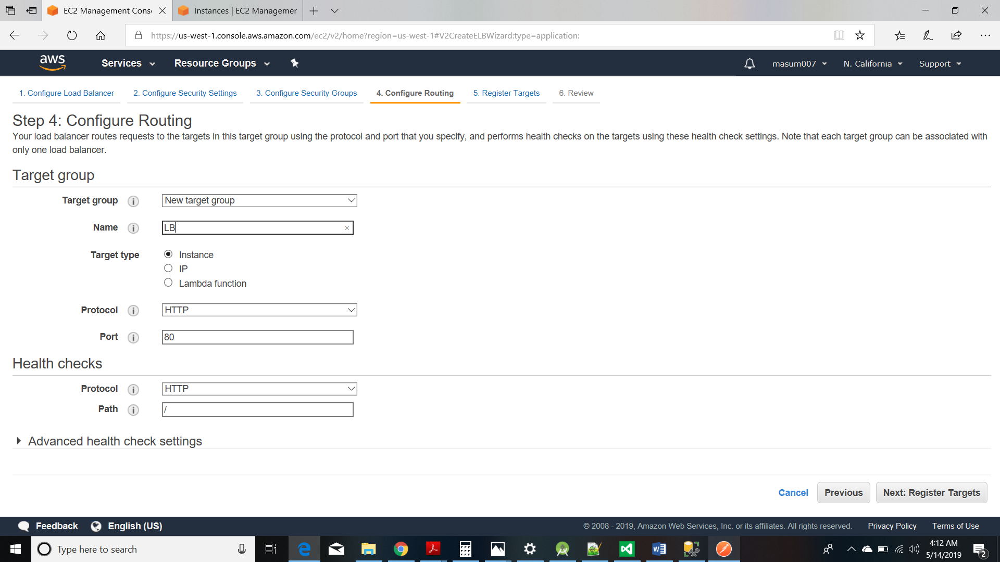 EC2 Management Cons
Instances | EC2 Managemer
https://us-west-1.console.aws.amazon.com/ec2/v2/home?region=us-west-1#V2CreateELBWizard:type=application:
aws
Services
Resource Groups
masum007
N. California
Support
1. Configure Load Balancer
2. Configure Security Settings
3. Configure Security Groups
4. Configure Routing
5. Register Targets
6. Review
Step 4: Configure Routing
Your load balancer routes requests to the targets in this target group using the protocol and port that you specify, and performs health checks on the targets using these health check settings. Note that each target group can be associated with
only one load balancer.
Target group
Target group
New target group
Name
LB
Target type
Instance
IP
Lambda function
Protocol
HTTP
Port
80
Health checks
Protocol
HTTP
Path
/
Advanced health check settings
Cancel
Previous
Next: Register Targets
Feedback
English (US)
© 2008 - 2019, Amazon Web Services, Inc. or its affiliates. All rights reserved.
Privacy Policy
Terms of Use
Type here to search
4:12 AM
5/14/2019
2